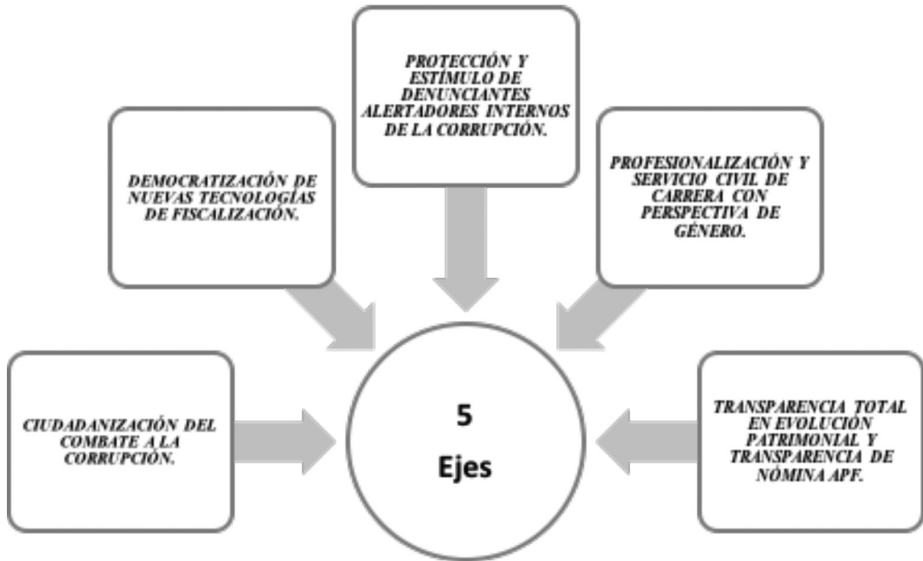 PROTECCIÓN Y
ESTÍMULO DE
DENUNCIANTES
ALERTADORES INTERNOS
DE LA CORRUPCIÓN.
DEMOCRATIZACIÓN DE
NUEVAS TECNOLOGÍAS
DE FISCALIZACIÓN.
PROFESIONALIZACIÓN Y
SERVICIO CIVIL DE
CARRERA CON
PERSPECTIVA DE
GÉNERO.
CIUDADANIZACIÓN DEL
COMBATE A LA
CORRUPCIÓN.
5
Ejes
TRANSPARENCIA TOTAL
EN EVOLUCIÓN
PATRIMONIAL Y
TRANSPARENCIA DE
NÓMINA APF.